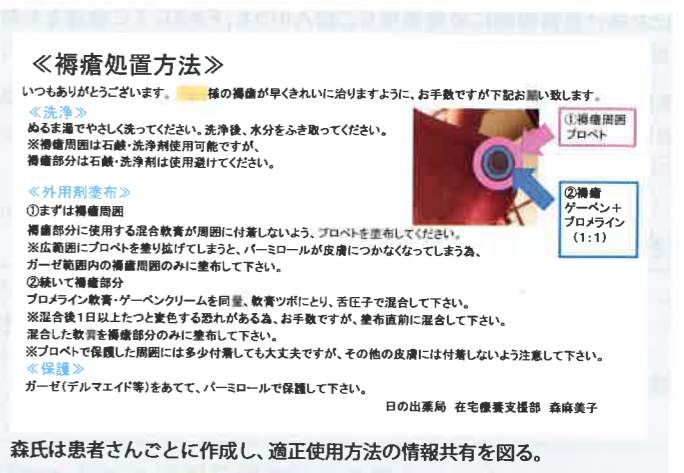 ≪褥瘡処置方法≫
いつもありがとうございます。 様の褥瘡が早くきれいに治りますように、お手数ですが下記お願い致します。
≪洗浄≫
ぬるま湯でやさしく洗ってください。洗浄後、水分をふき取ってください。
※褥瘡周囲は石鹸・洗浄剤使用可能ですが、
褥瘡部分は石鹸・洗浄剤は使用避けてください。
①褥瘡周囲
プロペト
≪外用剤塗布≫
①まずは褥瘡周囲
褥瘡部分に使用する混合軟膏が周囲に付着しないよう、プロペトを塗布してください。
※広範囲にプロペトを塗り拡げてしまうと、パーミロールが皮膚につかなくなってしまう為、
ガーゼ範囲内の褥瘡周囲のみに塗布して下さい。
②褥瘡
ゲーベン+
ブロメライン
(1:1)
②続いて褥瘡部分
ブロメライン軟膏・ゲーベンクリームを同量、軟膏ツボにとり、舌圧子で混合して下さい。
※混合後1日以上たつと変色する恐れがある為、お手数ですが、塗布直前に混合して下さい。
混合した軟膏を褥瘡部分のみに塗布して下さい。
※プロペトで保護した周囲には多少付着しても大丈夫ですが、その他の皮膚には付着しないよう注意して下さい。
≪保護≫
ガーゼ(デルマエイド等)をあてて、パーミロールで保護して下さい。
日の出薬局 在宅療養支援部 森麻美子
森氏は患者さんごとに作成し、適正使用方法の情報共有を図る。